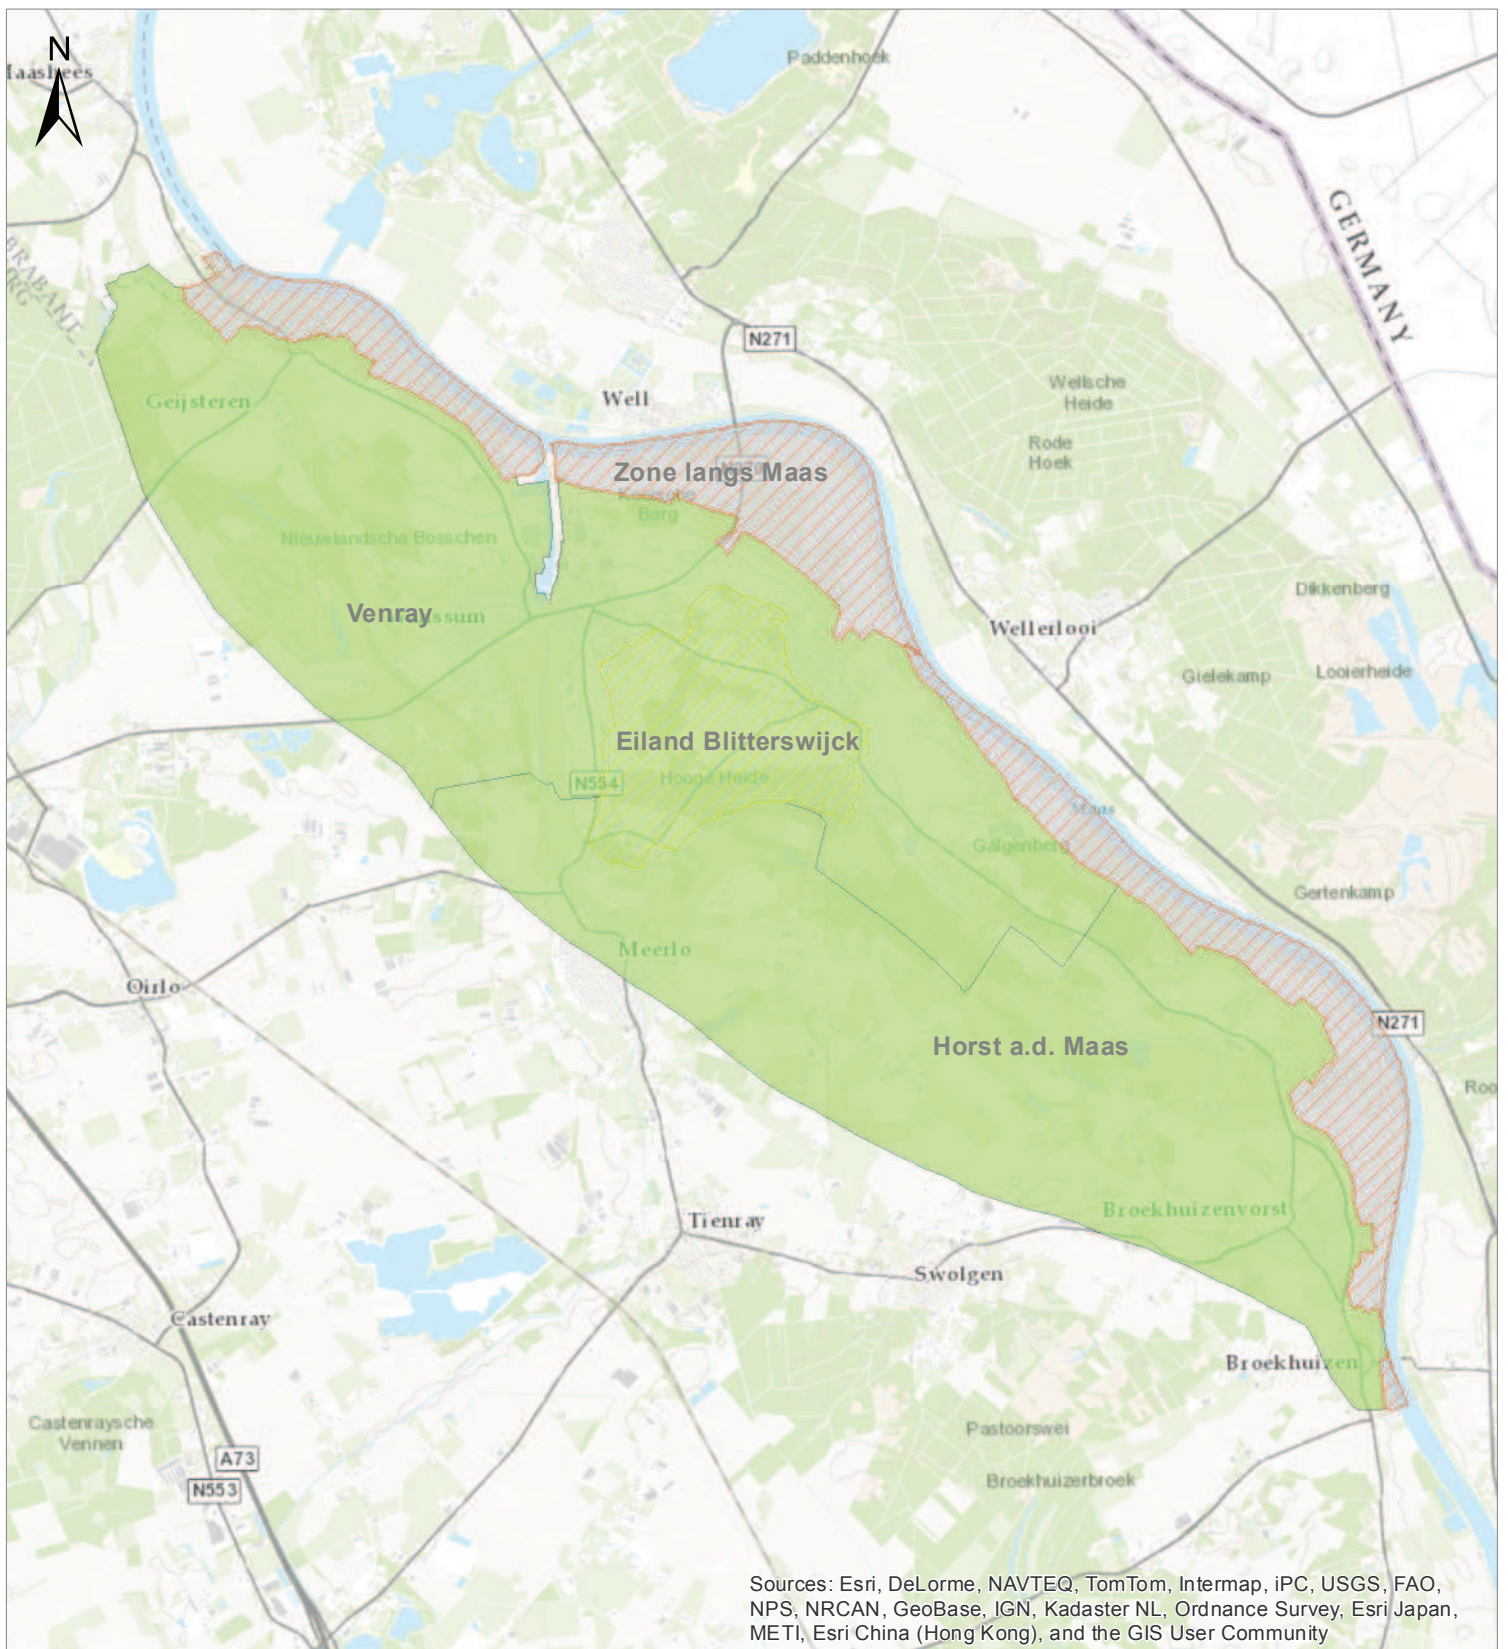 N
Paddenhoek
GERMANY
BRABANT
N271
Well
Wellsche
Heide
Geijsteren
Rode
Hoek
Zone langs Maas
Berg
Nieuwlandsche Bosschen
Dikkenberg
Venray
Wellerlooi
Looierheide
Gielekamp
Eiland Blitterswijck
Hooge Heide
N554
Maas
Galgenberg
Gertenkamp
Meerlo
Oirlo
N271
Horst a.d. Maas
Roo
Broekhuizenvorst
Tienray
Swolgen
Castenray
Broekhuizen
Castenraysche
Vennen
Pastoorswei
A73
Broekhuizerbroek
N553
Sources: Esri, DeLorme, NAVTEQ, TomTom, Intermap, iPC, USGS, FAO,
NPS, NRCAN, GeoBase, IGN, Kadaster NL, Ordnance Survey, Esri Japan,
METI, Esri China (Hong Kong), and the GIS User Community